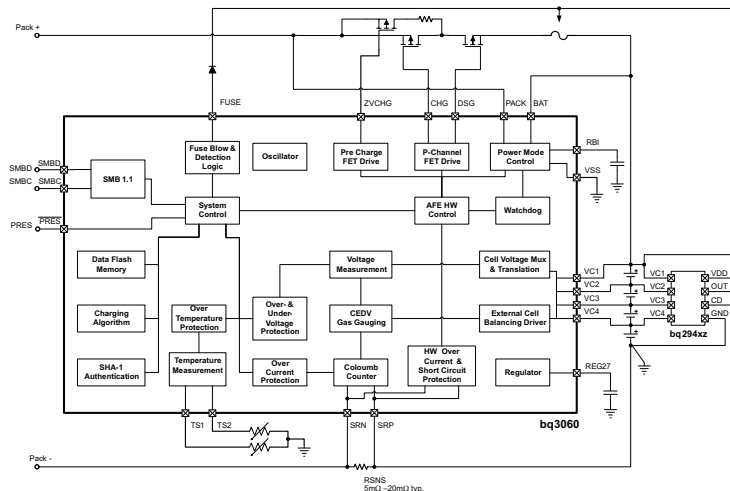 Pack +
FUSE
ZVCHG
CHG
DSG
PACK
BAT
Fuse Blow &
Detection
Logic
Oscillator
Pre Charge
FET Drive
P-Channel
FET Drive
Power Mode
Control
RBI
VSS
SMBD
SMBD
SMBC
SMBC
SMB 1.1
PRES
PRES
System
Control
AFE HW
Control
Watchdog
Data Flash
Memory
Voltage
Measurement
Cell Voltage Mux
& Translation
VC1
VC2
VC3
VC4
VC1
VC2
VC3
VC4
VDD
OUT
CD
GND
bq294xz
Charging
Algorithm
Over
Temperature
Protection
Over- &
Under-
Voltage
Protection
CEDV
Gas Gauging
External Cell
Balancing Driver
SHA-1
Authentication
Temperature
Measurement
Over
Current
Protection
Coloumb
Counter
HW Over
Current &
Short Circuit
Protection
Regulator
REG27
bq3060
TS1
TS2
SRN
SRP
Pack -
RSNS
5mΩ –20mΩ typ.